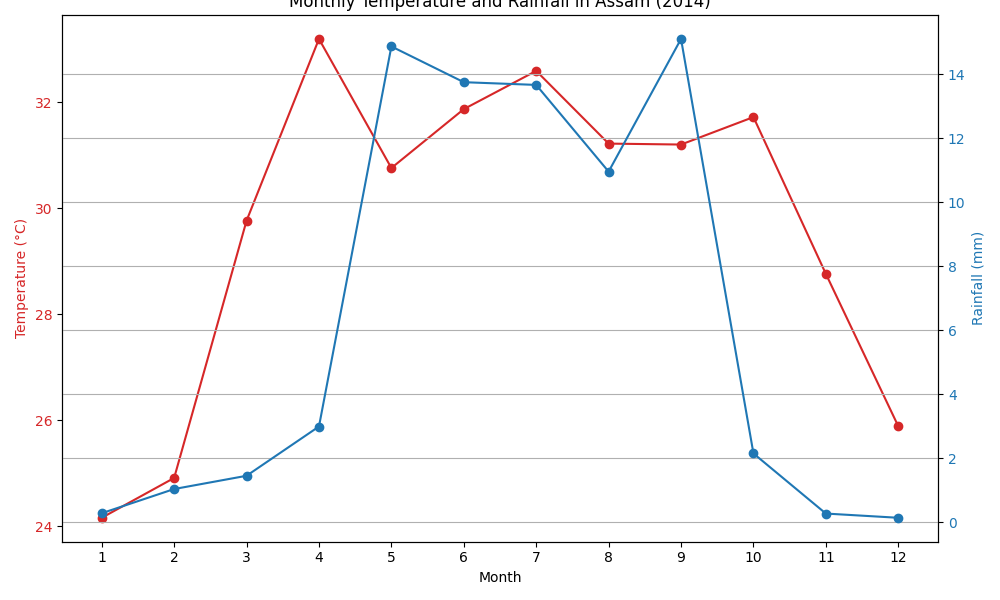 Monthly Temperature and Rainfall in Assam (2014)
Temperature (°C)
32
30
28
26
24
14
12
10
8
6
4
2
0
Rainfall (mm)
1 2 3 4 5 6 7 8 9 10 11 12
Month